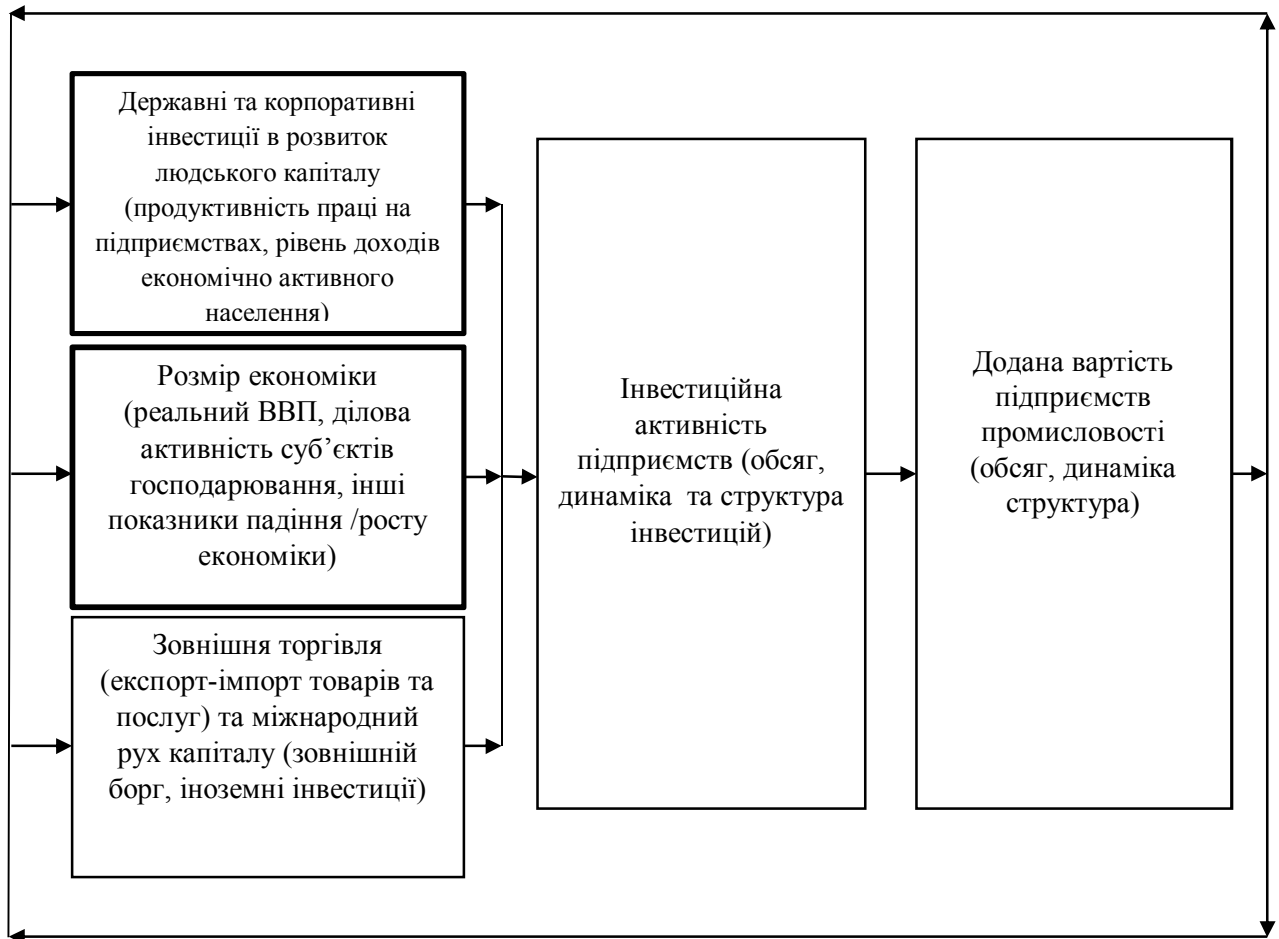 Державні та корпоративні
інвестиції в розвиток
людського капіталу
(продуктивність праці на
підприємствах, рівень доходів
економічно активного
населення)
Розмір економіки
(реальний ВВП, ділова
активність суб’єктів
господарювання, інші
показники падіння /росту
економіки)
Зовнішня торгівля
(експорт-імпорт товарів та
послуг) та міжнародний
рух капіталу (зовнішній
борг, іноземні інвестиції)
Інвестиційна
активність
підприємств (обсяг,
динаміка та структура
інвестицій)
Додана вартість
підприємств
промисловості
(обсяг, динаміка
структура)